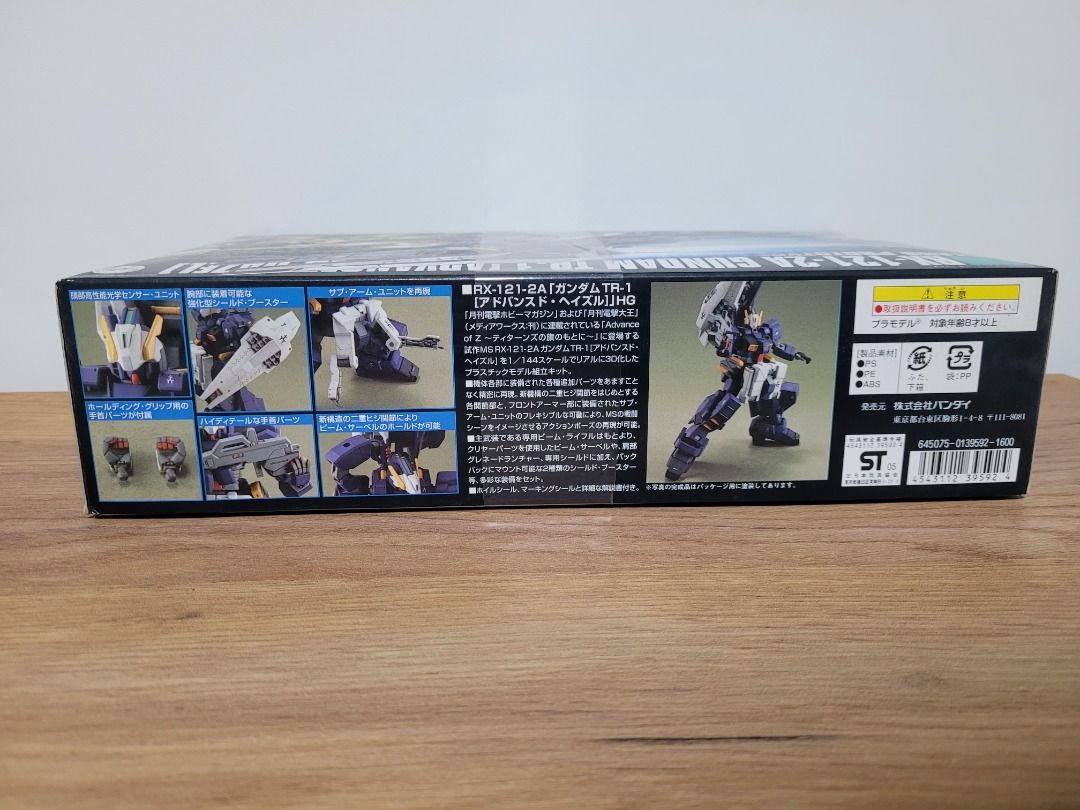 RX-121-2A GUNDAM TR-1 [ADVANCED HAZEL]
頭部高性能光学センサー・ユニット
腕部に装着可能な
強化型シールド・ブースター
サブ・アーム・ユニットを再現
ホールディング・グリップ用の
手首パーツが付属
ハイディテールな手首パーツ
新構造の二重ヒジ関節により
ビーム・サーベルのホールドが可能
■RX-121-2A「ガンダムTR-1
[アドバンスド・ヘイズル]」HG
「月刊電撃ホビーマガジン」および「月刊電撃大王」
(メディアワークス:刊)に連載されている「Advance
of Z ~ティターンズの旗のもとに~」に登場する
試作MS RX-121-2A ガンダムTR-1[アドバンスド・
ヘイズル]を1/144スケールでリアルに3D化した
プラスチックモデル組立キット。
■機体各部に装備された各種追加パーツをあますとこ
なく精密に再現。新機構の二重ヒジ関節をはじめとす
る各関節部と、フロントアーマー部に装備されたサブ・
アーム・ユニットのフレキシブルな可動により、MSの戦闘
シーンをイメージさせるアクションポーズの再現が可能。
■主武装である専用ビーム・ライフルはもとより、
クリヤーパーツを使用したビーム・サーベルや、肩部
グレネードランチャー、専用シールドに加え、バック
パックにマウント可能な2種類のシールド・ブースター
等、多彩な装備をセット。
■ホイルシール、マーキングシールと詳細な解説書付き。
※写真の完成品はパッケージ用に塗装してあります。
注意
●取扱説明書を必ずお読みください。
プラモデル 対象年齢8才以上
[製品素材]
●PS
●PE
●ABS
紙
ふた、
下箱
プラ
袋:PP
発売元 株式会社バンダイ
東京都台東区駒形1-4-8 〒111-8081
玩具安全基準合格
ST 05
4543112 39592 4
645075-0139592-1600
4 543112 395924